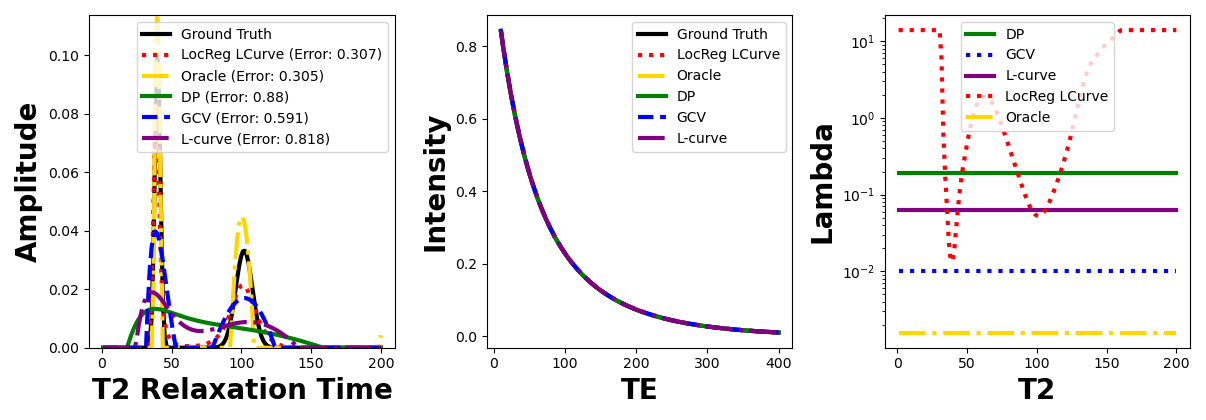 Amplitude
0.10
0.08
0.06
0.04
0.02
0.00
Ground Truth
LocReg LCurve (Error: 0.307)
Oracle (Error: 0.305)
DP (Error: 0.88)
GCV (Error: 0.591)
L-curve (Error: 0.818)
0 50 100 150 200
T2 Relaxation Time
Intensity
0.8
0.6
0.4
0.2
0.0
Ground Truth
LocReg LCurve
Oracle
DP
GCV
L-curve
0 100 200 300 400
TE
Lambda
10¹
10⁰
10⁻¹
10⁻²
DP
GCV
L-curve
LocReg LCurve
Oracle
0 50 100 150 200
T2